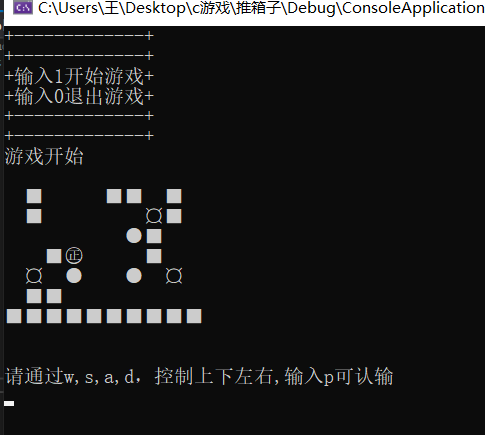 C:\Users\王\Desktop\c游戏\推箱子\Debug\ConsoleApplication
+-------------+
+-------------+
+输入1开始游戏+
+输入0退出游戏+
+-------------+
+-------------+
游戏开始
■   ■■ ■
■     ¤■
●■
■㊣   ■
¤ ●  ● ¤
■■
■■■■■■■■■■
请通过w,s,a,d，控制上下左右,输入p可认输